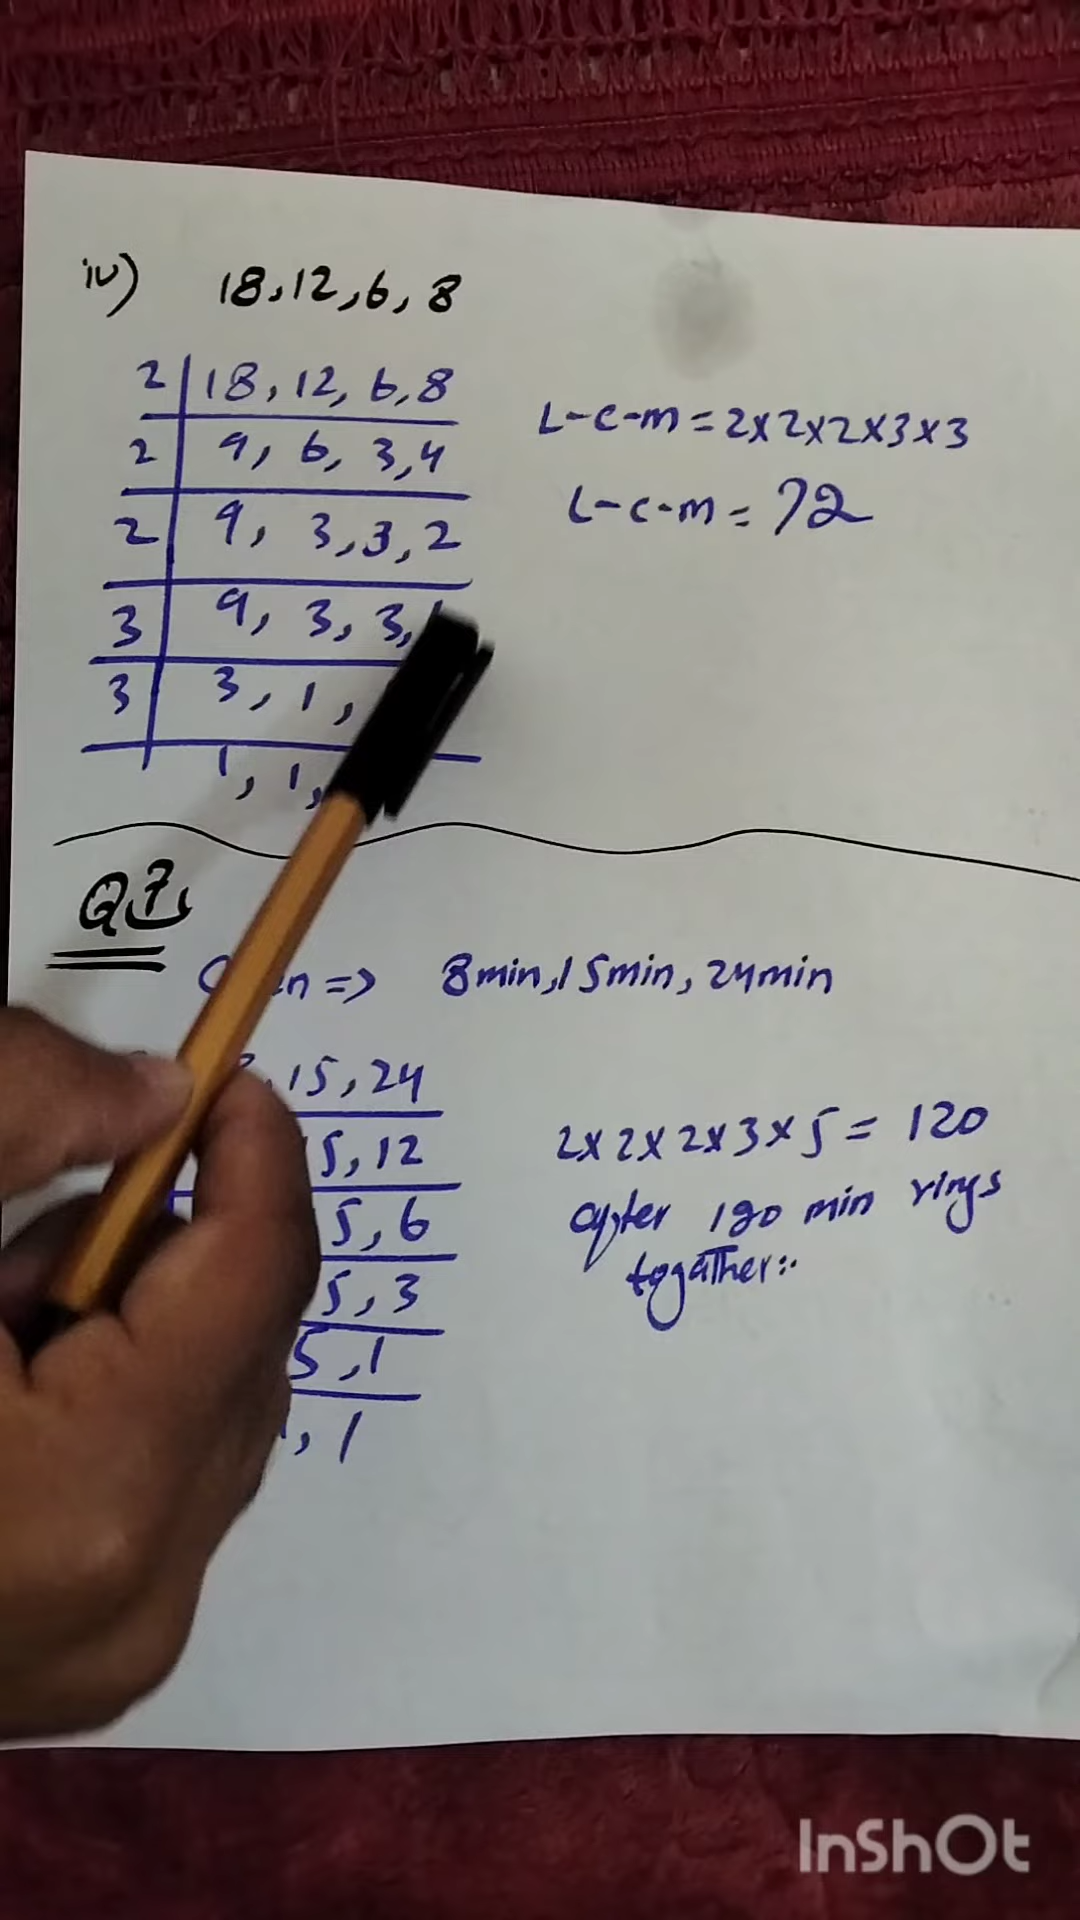 iv) 18,12,6,8
2 | 18,12,6,8
2 | 9,6,3,4
2 | 9,3,3,2
3 | 9,3,3,
3 | 3,1,
1,1,
L-c-m=2x2x2x3x3
L-c-m=72
Q7,
=> 8min,15min,24min
,15,24
5,12
5,6
5,3
5,1
,1
2x2x2x3x5=120
after 120 min rings
togather:.
InShOt